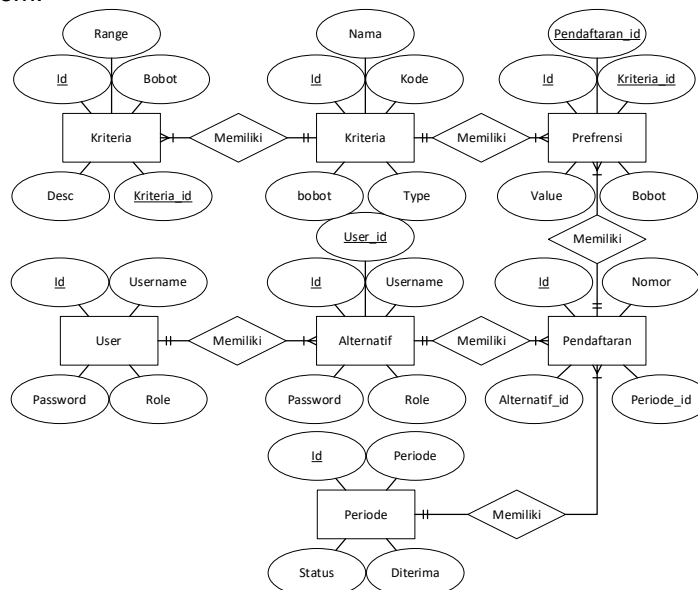 Range
Nama
Pendaftaran_id
Id
Bobot
Id
Kode
Id
Kriteria_id
Kriteria
Memiliki
Kriteria
Memiliki
Prefrensi
Desc
Kriteria_id
bobot
Type
Value
Bobot
User_id
Memiliki
Id
Username
Id
Username
Id
Nomor
User
Memiliki
Alternatif
Memiliki
Pendaftaran
Password
Role
Password
Role
Alternatif_id
Periode_id
Id
Periode
Periode
Memiliki
Status
Diterima